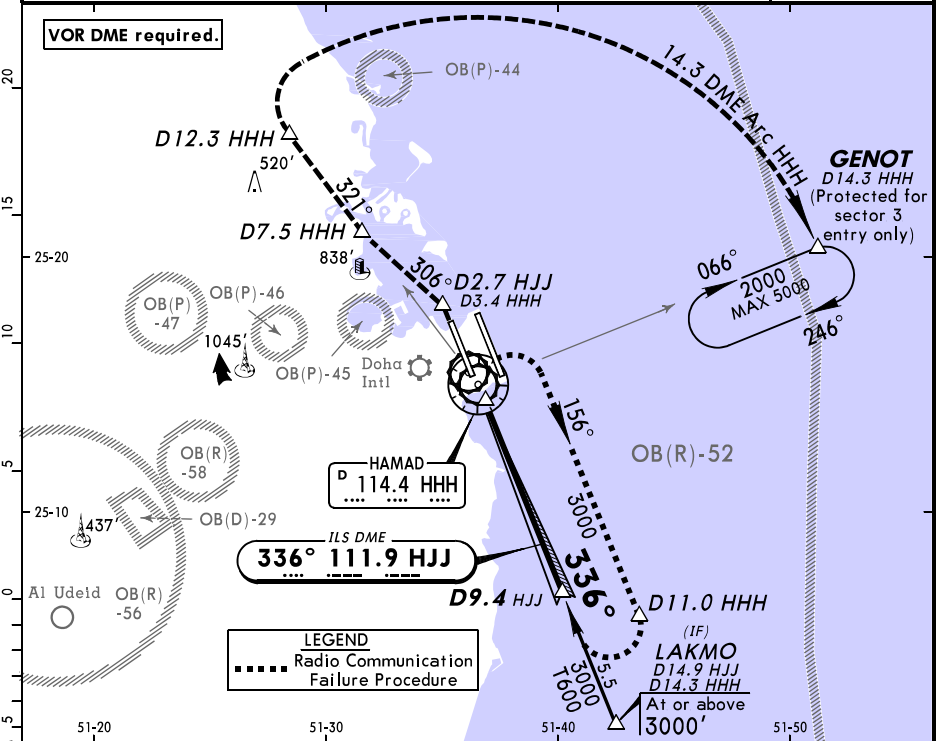 VOR DME required.
20
OB(P)-44
14.3 DME Arc HHH
D12.3 HHH
GENOT
D14.3 HHH
(Protected for
sector 3
entry only)
520'
321°
15
D7.5 HHH
25-20
838'
306°
D2.7 HJJ
D3.4 HHH
066°
2000
MAX 5000
246°
OB(P)
-47
OB(P)-46
10
1045'
OB(P)-45
Doha
Intl
156°
OB(R)
-58
OB(R)-52
HAMAD
D
114.4 HHH
5
3000
25-10
437'
OB(D)-29
ILS DME
336° 111.9 HJJ
336°
Al Udeid
OB(R)
-56
0
D9.4 HJJ
D11.0 HHH
(IF)
LAKMO
D14.9 HJJ
D14.3 HHH
At or above
3000'
LEGEND
Radio Communication
Failure Procedure
5.5
3000
T600
5
51-20
51-30
51-40
51-50